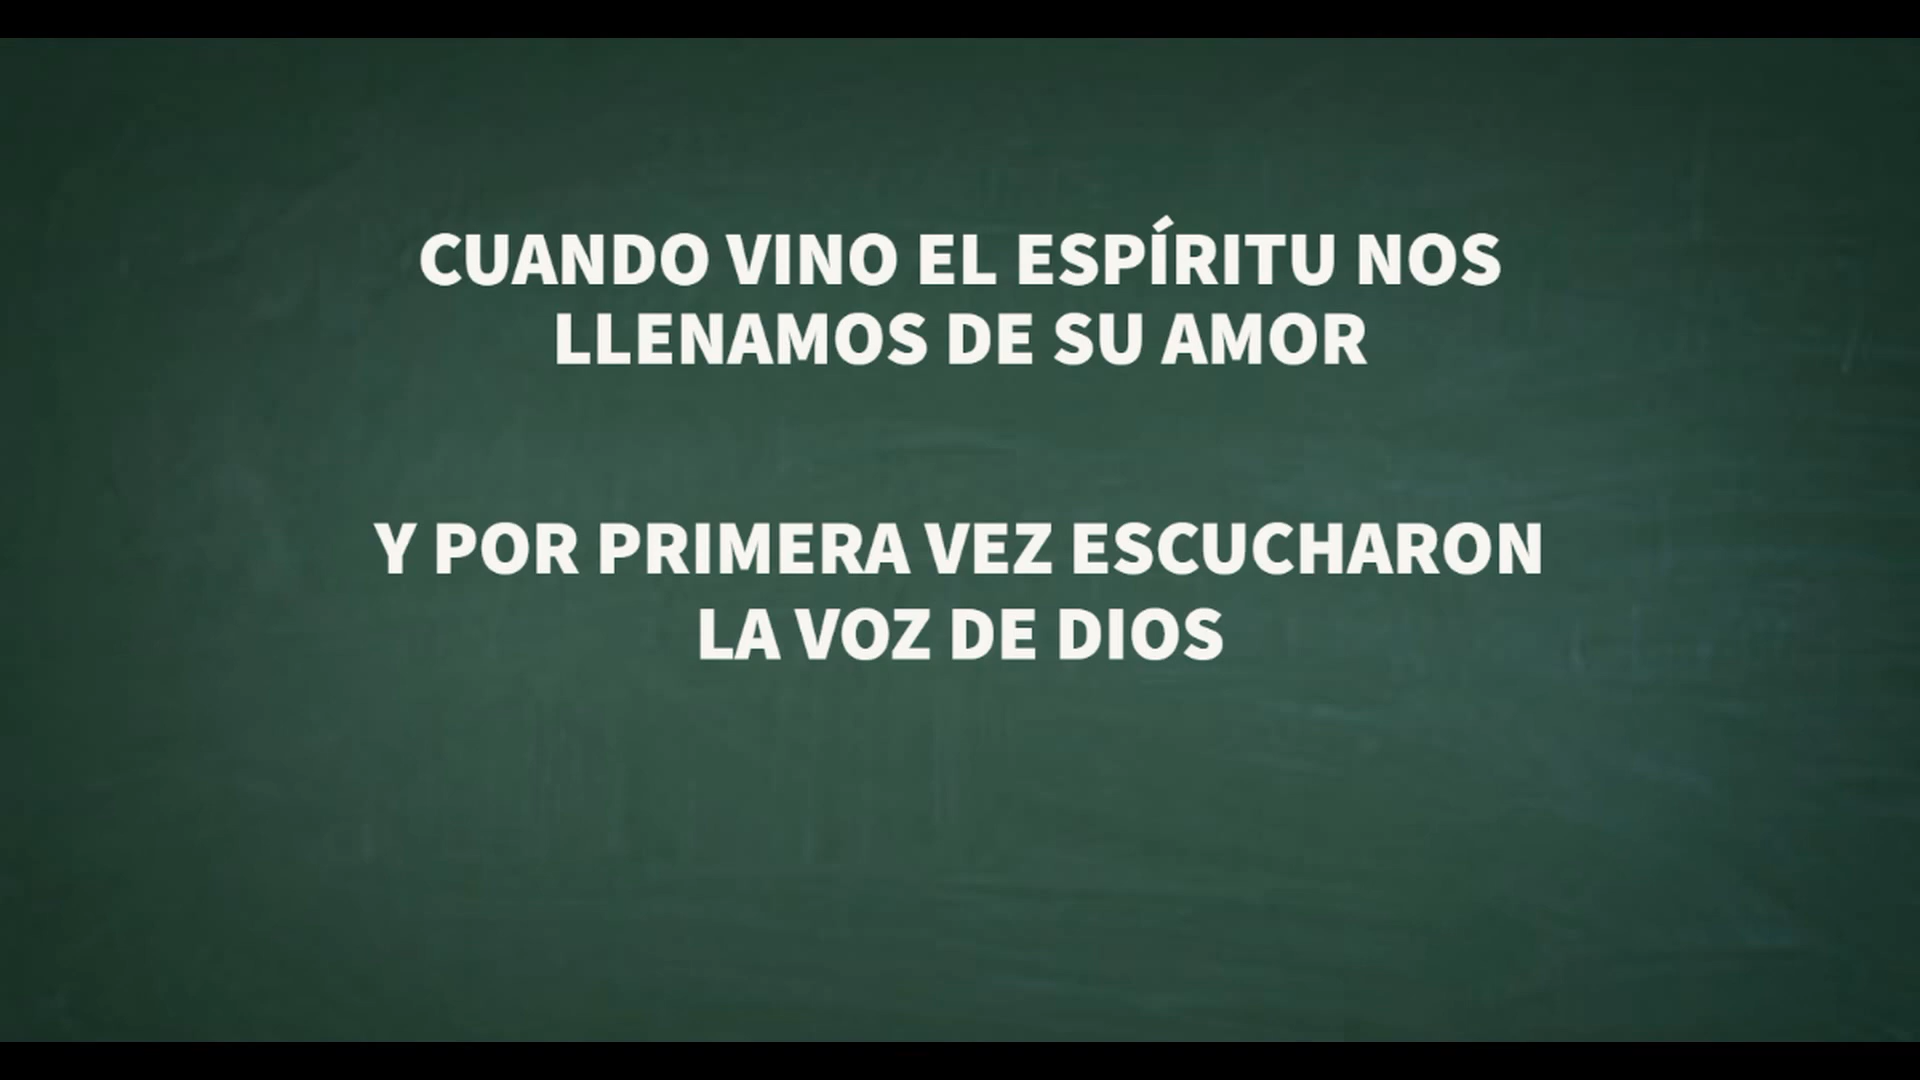 CUANDO VINO EL ESPÍRITU NOS
LLENAMOS DE SU AMOR
Y POR PRIMERA VEZ ESCUCHARON
LA VOZ DE DIOS